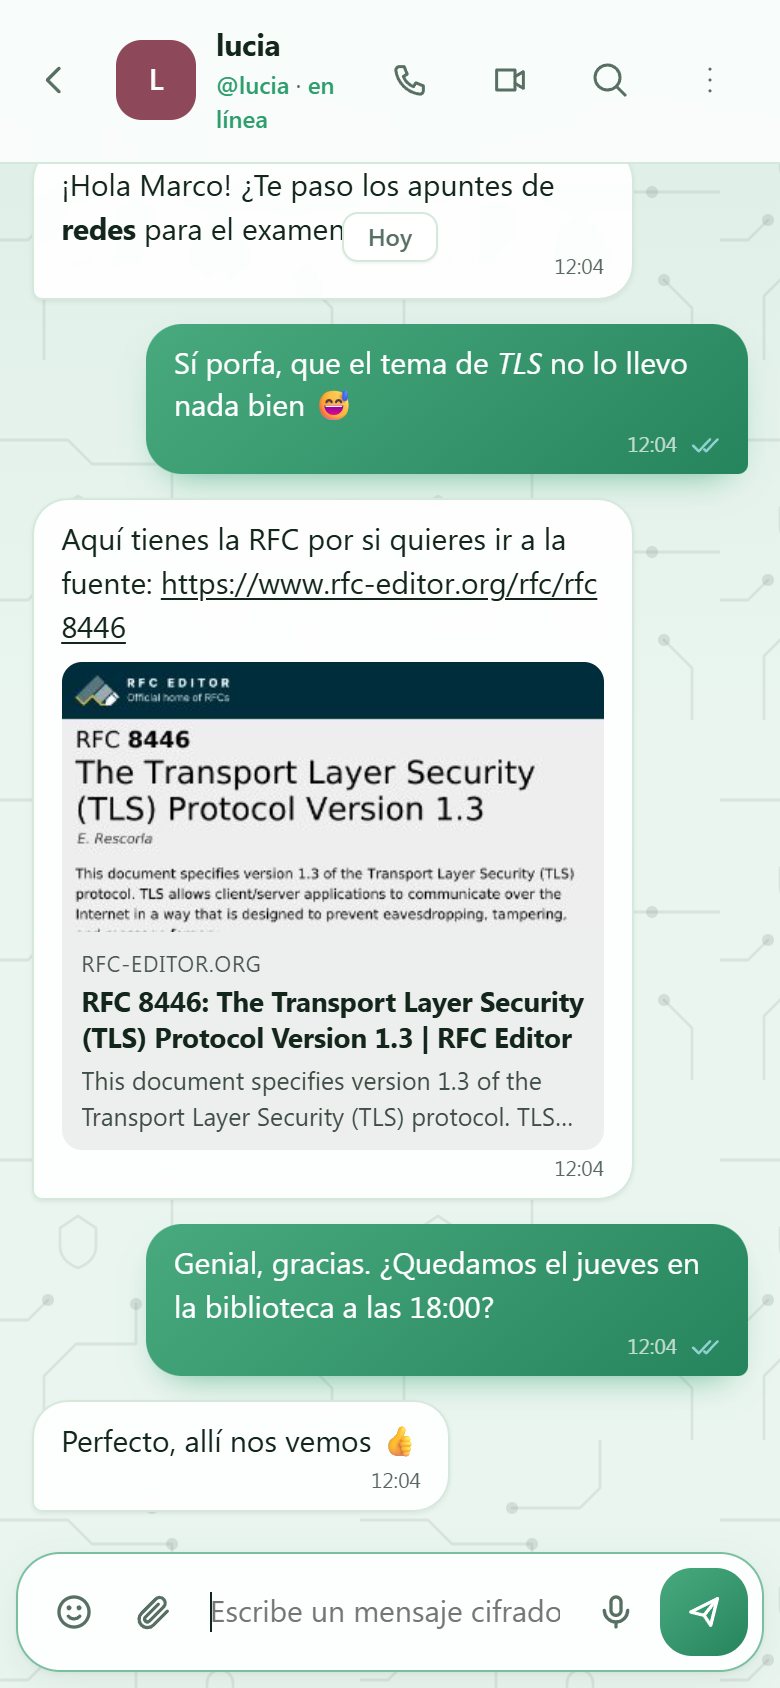 L
lucia
@lucia · en
línea
¡Hola Marco! ¿Te paso los apuntes de
redes para el examen
Hoy
12:04
Sí porfa, que el tema de TLS no lo llevo
nada bien 😅
12:04
Aquí tienes la RFC por si quieres ir a la
fuente: https://www.rfc-editor.org/rfc/rfc
8446
RFC EDITOR
Official home of RFCs
RFC 8446
The Transport Layer Security
(TLS) Protocol Version 1.3
E. Rescorla
This document specifies version 1.3 of the Transport Layer Security (TLS)
protocol. TLS allows client/server applications to communicate over the
Internet in a way that is designed to prevent eavesdropping, tampering,
RFC-EDITOR.ORG
RFC 8446: The Transport Layer Security
(TLS) Protocol Version 1.3 | RFC Editor
This document specifies version 1.3 of the
Transport Layer Security (TLS) protocol. TLS...
12:04
Genial, gracias. ¿Quedamos el jueves en
la biblioteca a las 18:00?
12:04
Perfecto, allí nos vemos 👍
12:04
Escribe un mensaje cifrado